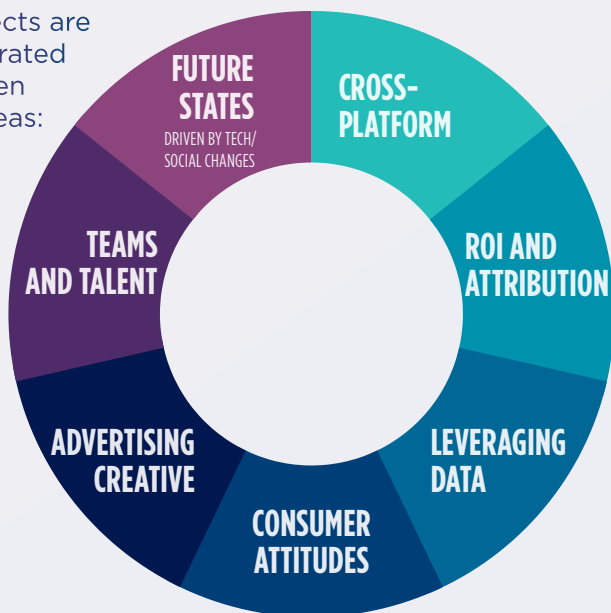 ects are
rated
en
eas:
FUTURE
STATES
DRIVEN BY TECH/
SOCIAL CHANGES
CROSS-
PLATFORM
ROI AND
ATTRIBUTION
LEVERAGING
DATA
CONSUMER
ATTITUDES
ADVERTISING
CREATIVE
TEAMS
AND TALENT